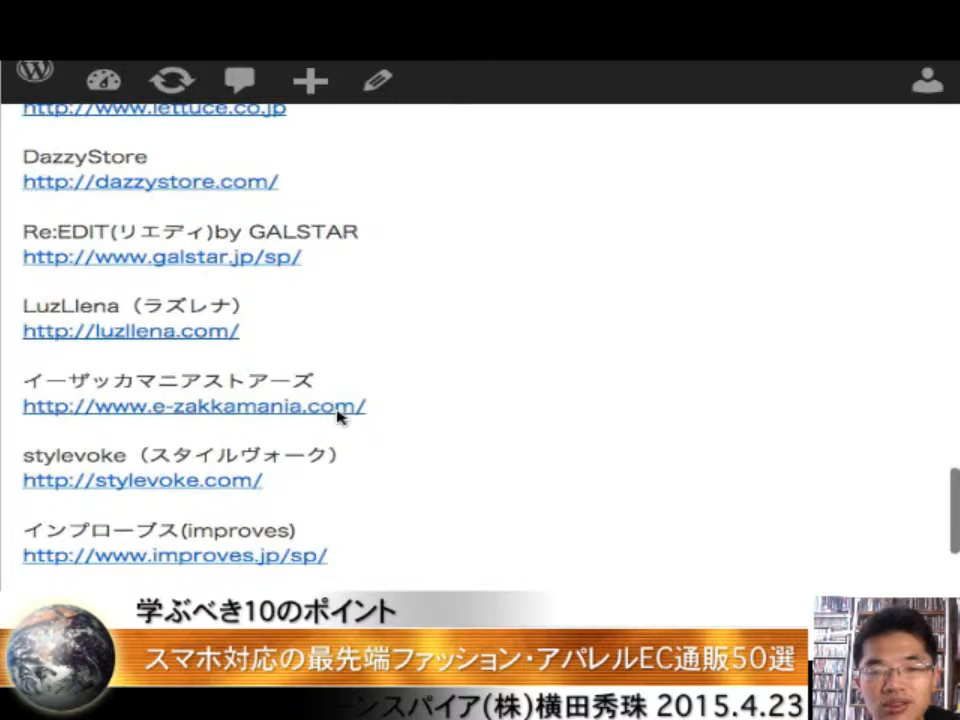 http://www.lettuce.co.jp
DazzyStore
http://dazzystore.com/
Re:EDIT(リエディ)by GALSTAR
http://www.galstar.jp/sp/
LuzLlena（ラズレナ）
http://luzllena.com/
イーザッカマニアストアーズ
http://www.e-zakkamania.com/
stylevoke（スタイルヴォーク）
http://stylevoke.com/
インプローブス(improves)
http://www.improves.jp/sp/
学ぶべき10のポイント
スマホ対応の最先端ファッション・アパレルEC通販50選
ーンスパイア(株)横田秀珠 2015.4.23